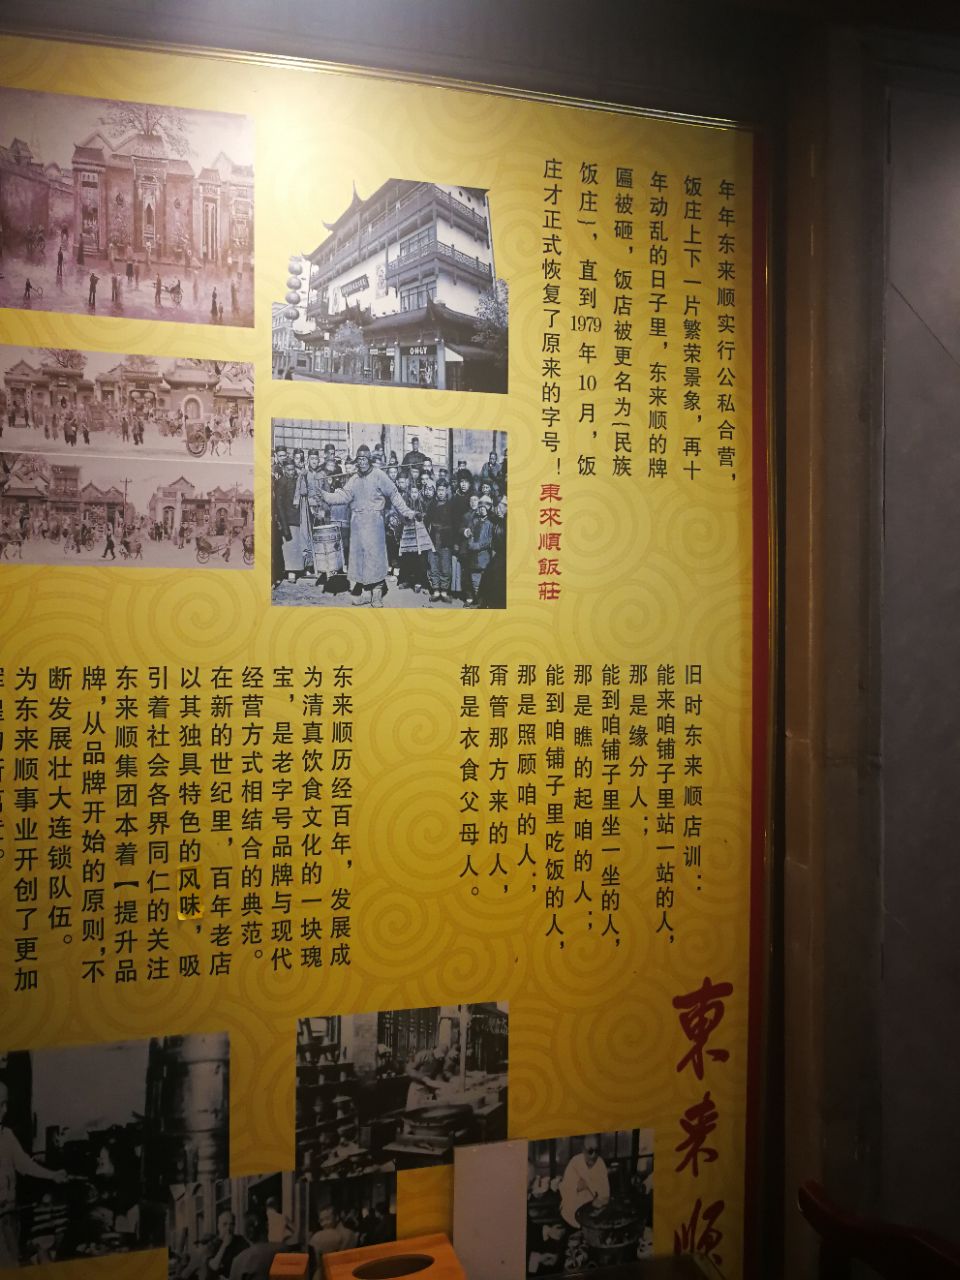 年年东来顺实行公私合营，
饭庄上下一片繁荣景象，再十
年动乱的日子里，东来顺的牌
匾被砸，饭店被更名为{民族
饭庄}，直到1979年10月，饭
庄才正式恢复了原来的字号！東來順飯莊
ONLY
旧时东来顺店训：
能来咱铺子里站一站的人，
那是缘分人；
能到咱铺子里坐一坐的人，
那是瞧的起咱的人；
能到咱铺子里吃饭的人，
那是照顾咱的人；
甭管那方来的人，
都是衣食父母人。
东来顺历经百年，发展成
为清真饮食文化的一块瑰
宝，是老字号品牌与现代
经营方式相结合的典范。
在新的世纪里，百年老店
以其独具特色的风味，吸
引着社会各界同仁的关注
东来顺集团本着【提升品
牌，从品牌开始的原则，不
断发展壮大连锁队伍。
为东来顺事业开创了更加
東来顺